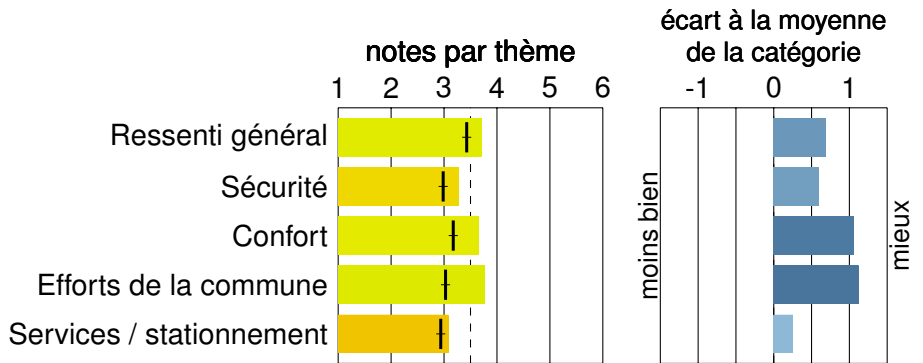 notes par thème
1 2 3 4 5 6
écart à la moyenne
de la catégorie
-1 0 1
Ressenti général
Sécurité
Confort
Efforts de la commune
Services / stationnement
moins bien
mieux